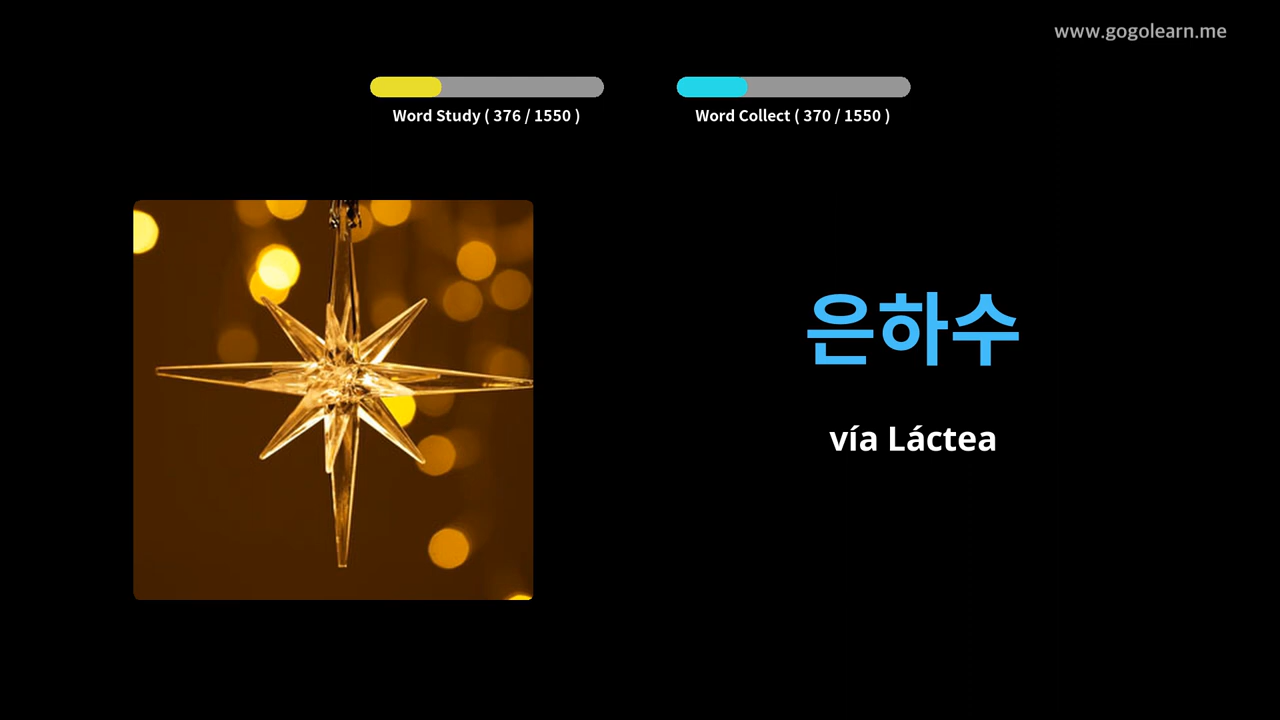 www.gogolearn.me
Word Study ( 376 / 1550 )
Word Collect ( 370 / 1550 )
은하수
vía Láctea